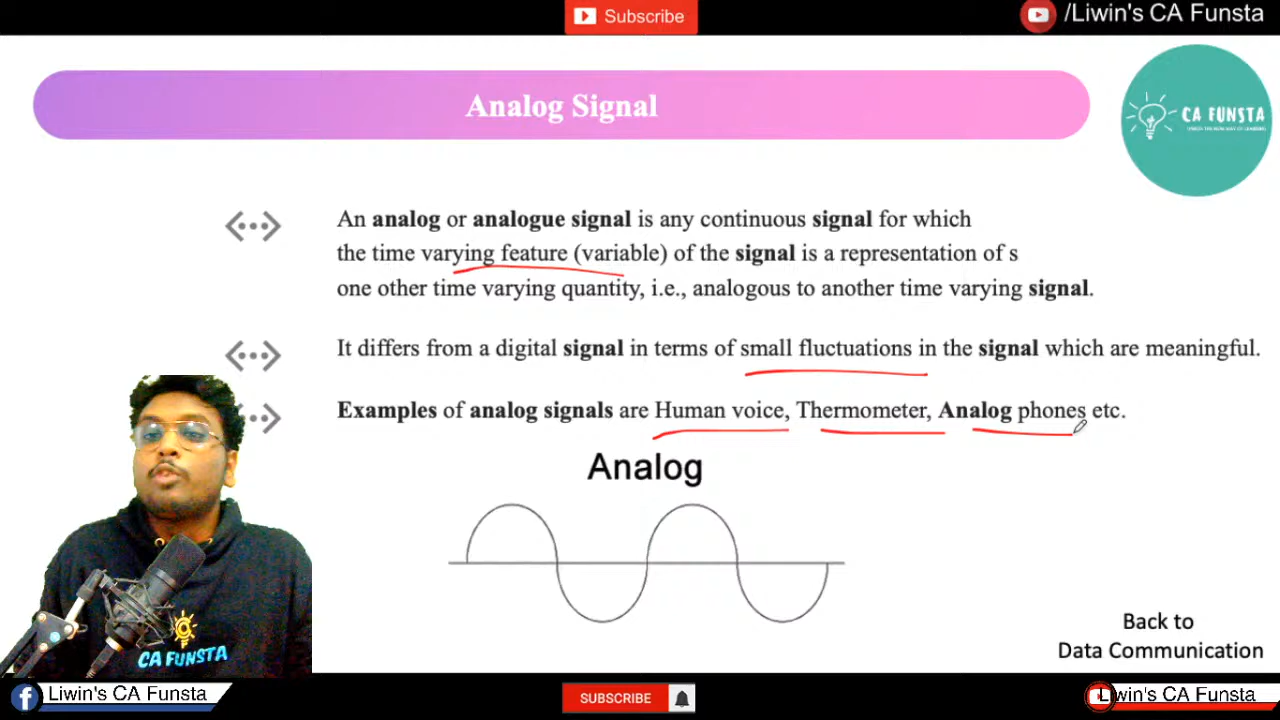 Subscribe
/Liwin's CA Funsta
Analog Signal
CA FUNSTA
An analog or analogue signal is any continuous signal for which
the time varying feature (variable) of the signal is a representation of s
one other time varying quantity, i.e., analogous to another time varying signal.
It differs from a digital signal in terms of small fluctuations in the signal which are meaningful.
Examples of analog signals are Human voice, Thermometer, Analog phones etc.
Analog
CA FUNSTA
Back to
Data Communication
Liwin's CA Funsta
SUBSCRIBE
Liwin's CA Funsta